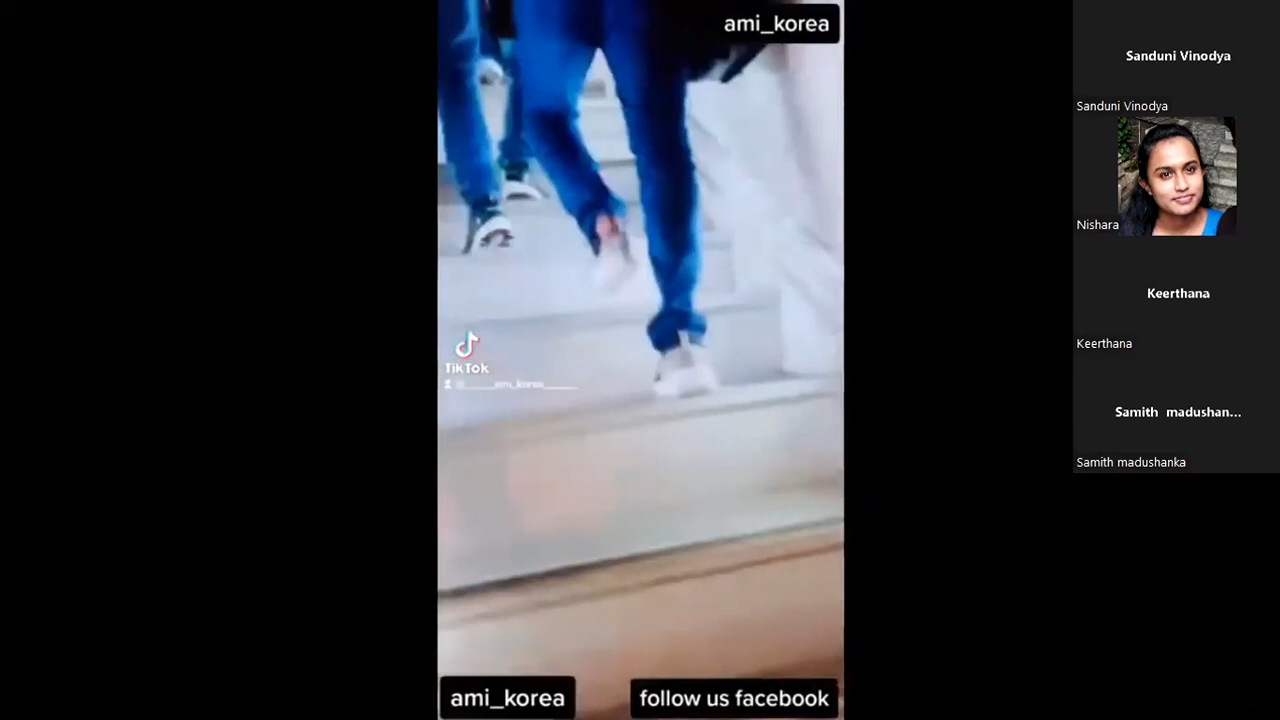 ami_korea
TikTok
ami_korea
follow us facebook
Sanduni Vinodya
Sanduni Vinodya
Nishara
Keerthana
Keerthana
Samith madushan...
Samith madushanka